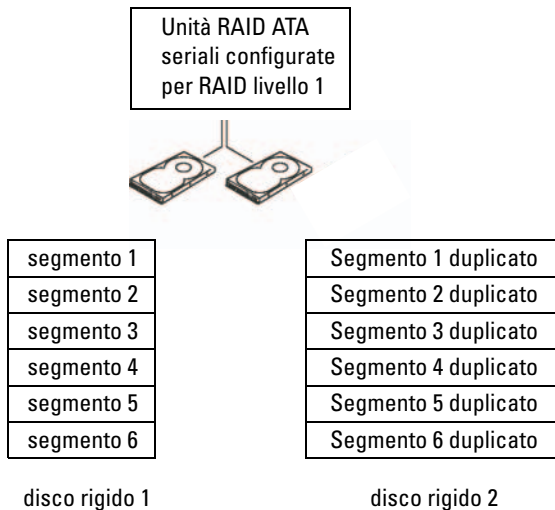 Unità RAID ATA
seriali configurate
per RAID livello 1
segmento 1
segmento 2
segmento 3
segmento 4
segmento 5
segmento 6
Segmento 1 duplicato
Segmento 2 duplicato
Segmento 3 duplicato
Segmento 4 duplicato
Segmento 5 duplicato
Segmento 6 duplicato
disco rigido 1
disco rigido 2